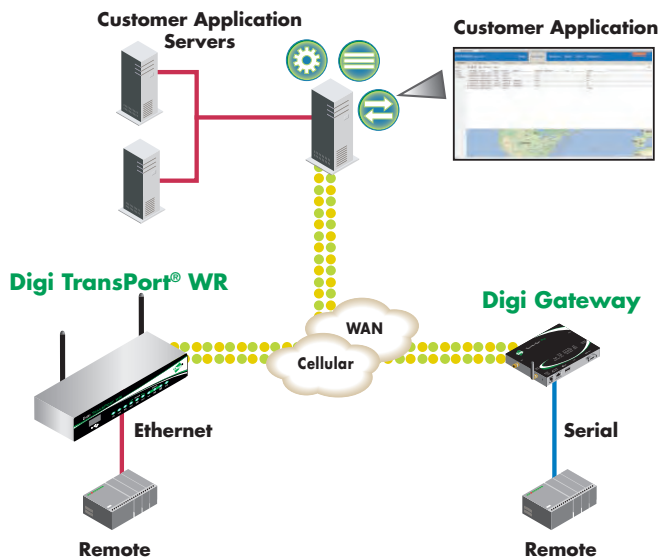 Customer Application
Servers
Customer Application
Digi TransPort® WR
Digi Gateway
WAN
Cellular
Ethernet
Serial
Remote
Remote